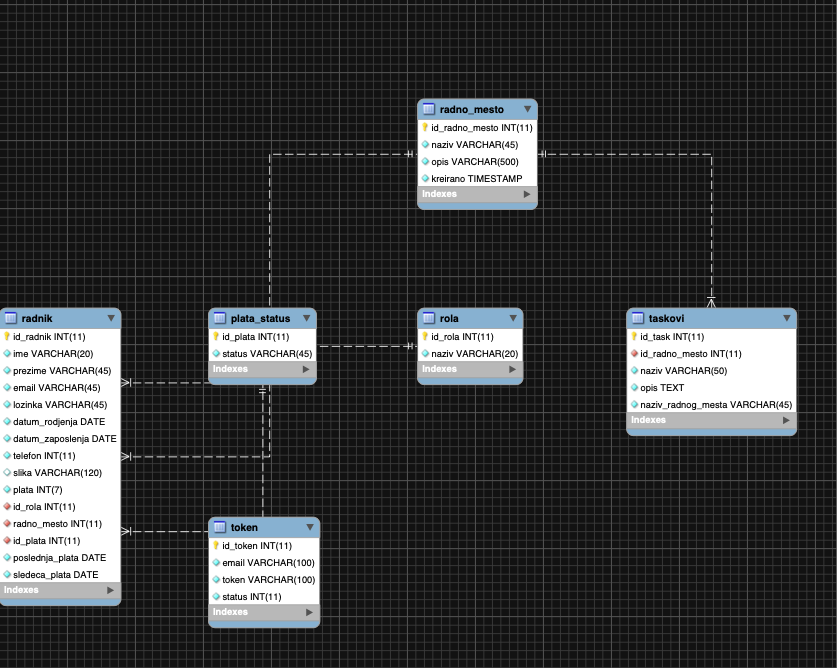 radno_mesto
id_radno_mesto INT(11)
naziv VARCHAR(45)
opis VARCHAR(500)
kreirano TIMESTAMP
Indexes
radnik
id_radnik INT(11)
ime VARCHAR(20)
prezime VARCHAR(45)
email VARCHAR(45)
lozinka VARCHAR(45)
datum_rodjenja DATE
datum_zaposlenja DATE
telefon INT(11)
slika VARCHAR(120)
plata INT(7)
id_rola INT(11)
radno_mesto INT(11)
id_plata INT(11)
poslednja_plata DATE
sledeca_plata DATE
Indexes
plata_status
id_plata INT(11)
status VARCHAR(45)
Indexes
rola
id_rola INT(11)
naziv VARCHAR(20)
Indexes
taskovi
id_task INT(11)
id_radno_mesto INT(11)
naziv VARCHAR(50)
opis TEXT
naziv_radnog_mesta VARCHAR(45)
Indexes
token
id_token INT(11)
email VARCHAR(100)
token VARCHAR(100)
status INT(11)
Indexes